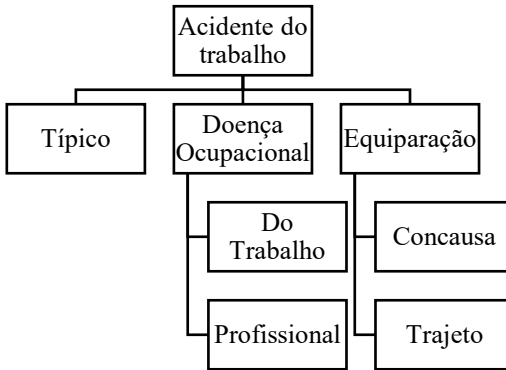 Acidente do
trabalho
Típico
Doença
Ocupacional
Equiparação
Do
Trabalho
Concausa
Profissional
Trajeto